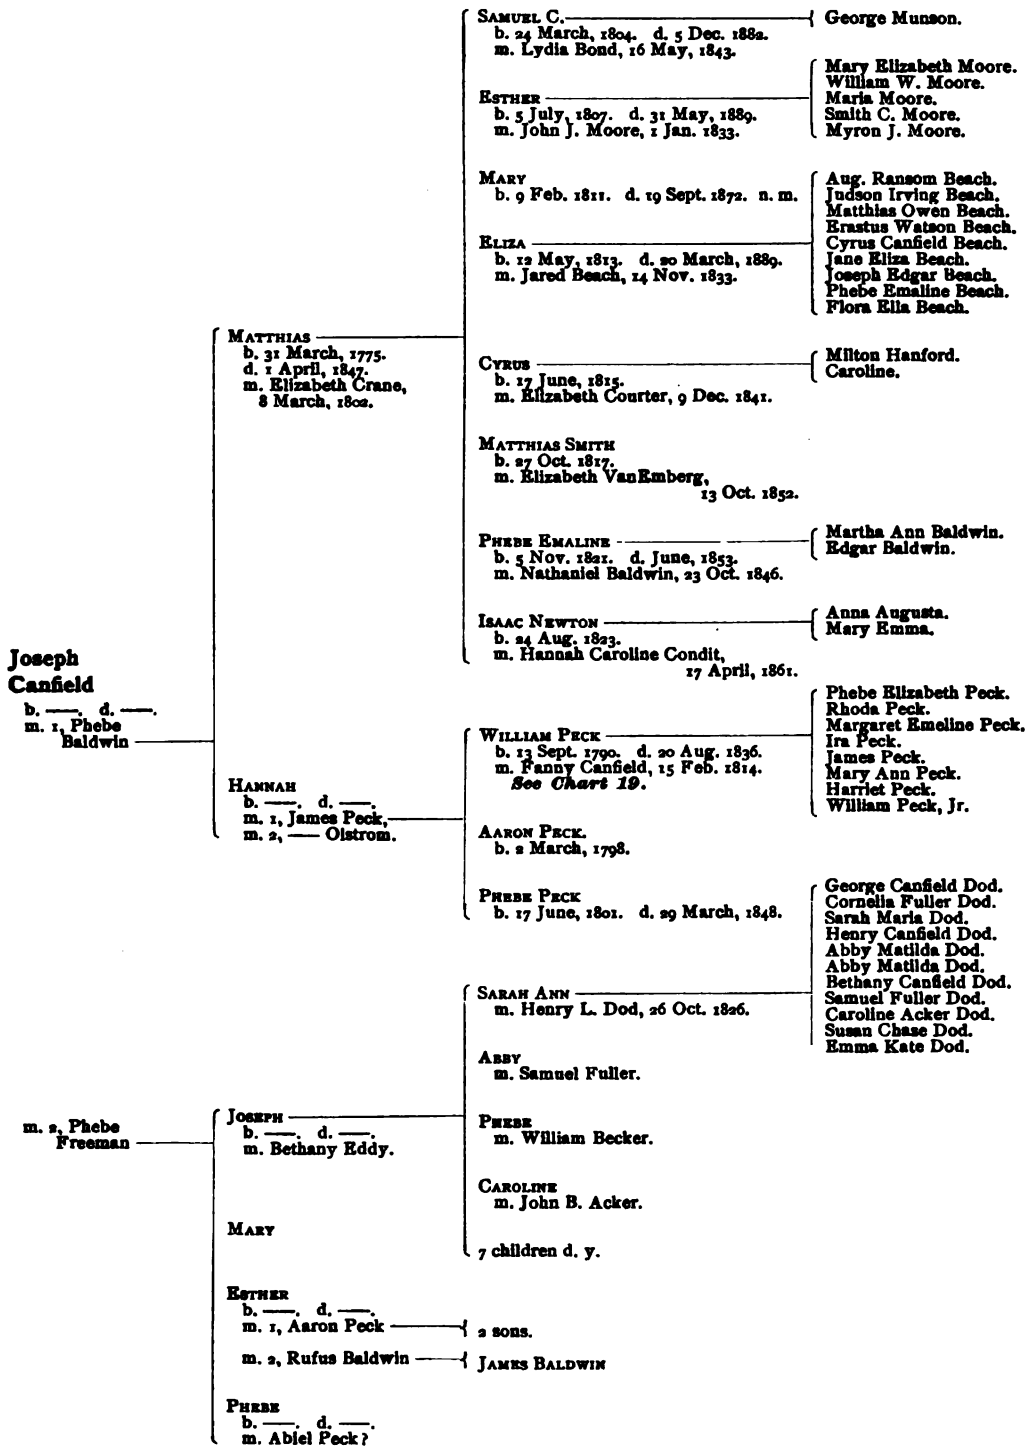 Joseph
Canfield
b. ——. d. ——.
m. 1, Phebe
Baldwin
MATTHIAS
b. 31 March, 1775.
d. 1 April, 1847.
m. Elizabeth Crane,
8 March, 1802.
SAMUEL C.
b. 24 March, 1804. d. 5 Dec. 1882.
m. Lydia Bond, 16 May, 1843.
George Munson.
ESTHER
b. 5 July, 1807. d. 31 May, 1889.
m. John J. Moore, 1 Jan. 1833.
Mary Elizabeth Moore.
William W. Moore.
Maria Moore.
Smith C. Moore.
Myron J. Moore.
MARY
b. 9 Feb. 1811. d. 19 Sept. 1872. n. m.
ELIZA
b. 12 May, 1813. d. 20 March, 1889.
m. Jared Beach, 14 Nov. 1833.
Aug. Ransom Beach.
Judson Irving Beach.
Matthias Owen Beach.
Erastus Watson Beach.
Cyrus Canfield Beach.
Jane Eliza Beach.
Joseph Edgar Beach.
Phebe Emaline Beach.
Flora Ella Beach.
CYRUS
b. 17 June, 1815.
m. Elizabeth Courter, 9 Dec. 1841.
Milton Hanford.
Caroline.
MATTHIAS SMITH
b. 27 Oct. 1817.
m. Elizabeth VanEmberg,
13 Oct. 1852.
PHEBE EMALINE
b. 5 Nov. 1821. d. June, 1853.
m. Nathaniel Baldwin, 23 Oct. 1846.
Martha Ann Baldwin.
Edgar Baldwin.
ISAAC NEWTON
b. 24 Aug. 1823.
m. Hannah Caroline Condit,
17 April, 1861.
Anna Augusta.
Mary Emma.
HANNAH
b. ——. d. ——.
m. 1, James Peck,
m. 2, —— Olstrom.
WILLIAM PECK
b. 13 Sept. 1790. d. 20 Aug. 1836.
m. Fanny Canfield, 15 Feb. 1814.
See Chart 19.
Phebe Elizabeth Peck.
Rhoda Peck.
Margaret Emeline Peck.
Ira Peck.
James Peck.
Mary Ann Peck.
Harriet Peck.
William Peck, Jr.
AARON PECK.
b. 2 March, 1798.
PHEBE PECK
b. 17 June, 1801. d. 29 March, 1848.
m. 2, Phebe
Freeman
JOSEPH
b. ——. d. ——.
m. Bethany Eddy.
SARAH ANN
m. Henry L. Dod, 26 Oct. 1826.
George Canfield Dod.
Cornelia Fuller Dod.
Sarah Maria Dod.
Henry Canfield Dod.
Abby Matilda Dod.
Abby Matilda Dod.
Bethany Canfield Dod.
Samuel Fuller Dod.
Caroline Acker Dod.
Susan Chase Dod.
Emma Kate Dod.
ABBY
m. Samuel Fuller.
PHEBE
m. William Becker.
CAROLINE
m. John B. Acker.
7 children d. y.
MARY
ESTHER
b. ——. d. ——.
m. 1, Aaron Peck
2 sons.
m. 2, Rufus Baldwin
JAMES BALDWIN
PHEBE
b. ——. d. ——.
m. Abiel Peck?